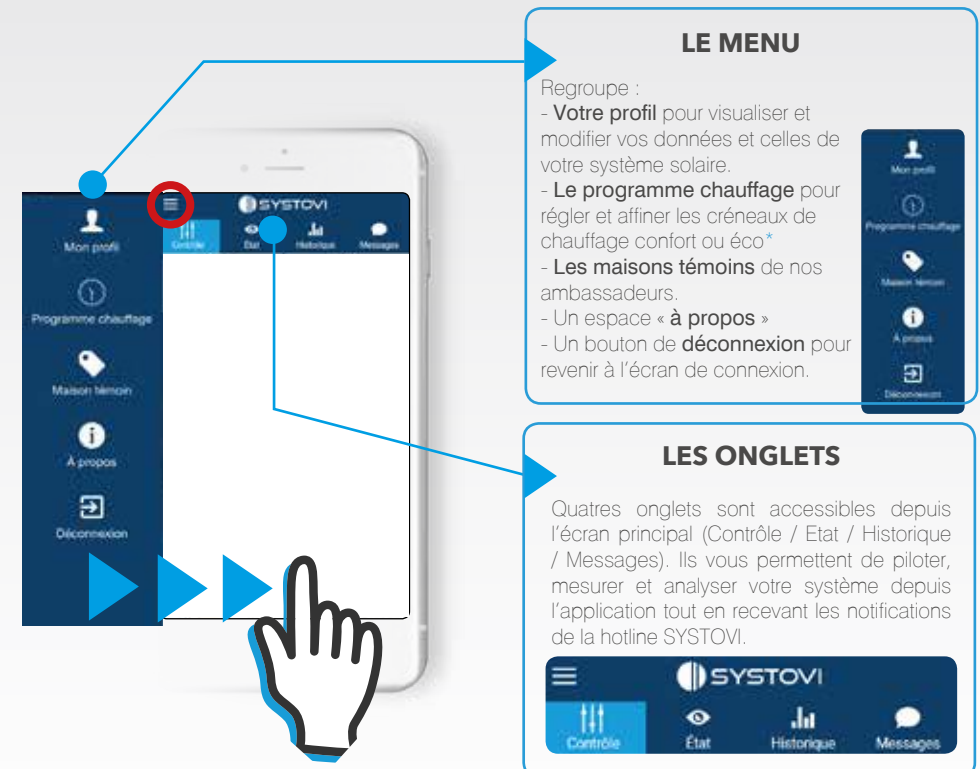 LE MENU
Regroupe :
- Votre profil pour visualiser et
modifier vos données et celles de
votre système solaire.
- Le programme chauffage pour
régler et affiner les créneaux de
chauffage confort ou éco*
- Les maisons témoins de nos
ambassadeurs.
- Un espace « à propos »
- Un bouton de déconnexion pour
revenir à l'écran de connexion.
Mon profil
Programme chauffage
Maison témoin
À propos
Déconnexion
SYSTOVI
Contrôle
État
Historique
Messages
Mon profil
Programme chauffage
Maison témoin
À propos
Déconnexion
LES ONGLETS
Quatres onglets sont accessibles depuis
l'écran principal (Contrôle / Etat / Historique
/ Messages). Ils vous permettent de piloter,
mesurer et analyser votre système depuis
l'application tout en recevant les notifications
de la hotline SYSTOVI.
SYSTOVI
Contrôle
État
Historique
Messages